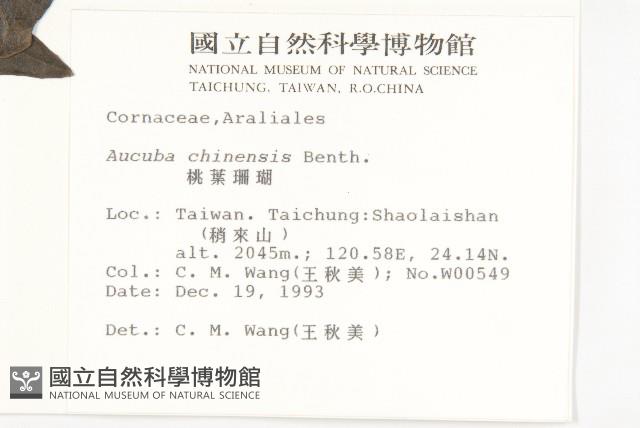 國立自然科學博物館
NATIONAL MUSEUM OF NATURAL SCIENCE
TAICHUNG, TAIWAN, R.O.CHINA
Cornaceae,Araliales
Aucuba chinensis Benth.
桃葉珊瑚
Loc.: Taiwan. Taichung:Shaolaishan
(稍來山)
alt. 2045m.; 120.58E, 24.14N.
Col.: C. M. Wang(王秋美); No.W00549
Date: Dec. 19, 1993
Det.: C. M. Wang(王秋美)
國立自然科學博物館
NATIONAL MUSEUM OF NATURAL SCIENCE